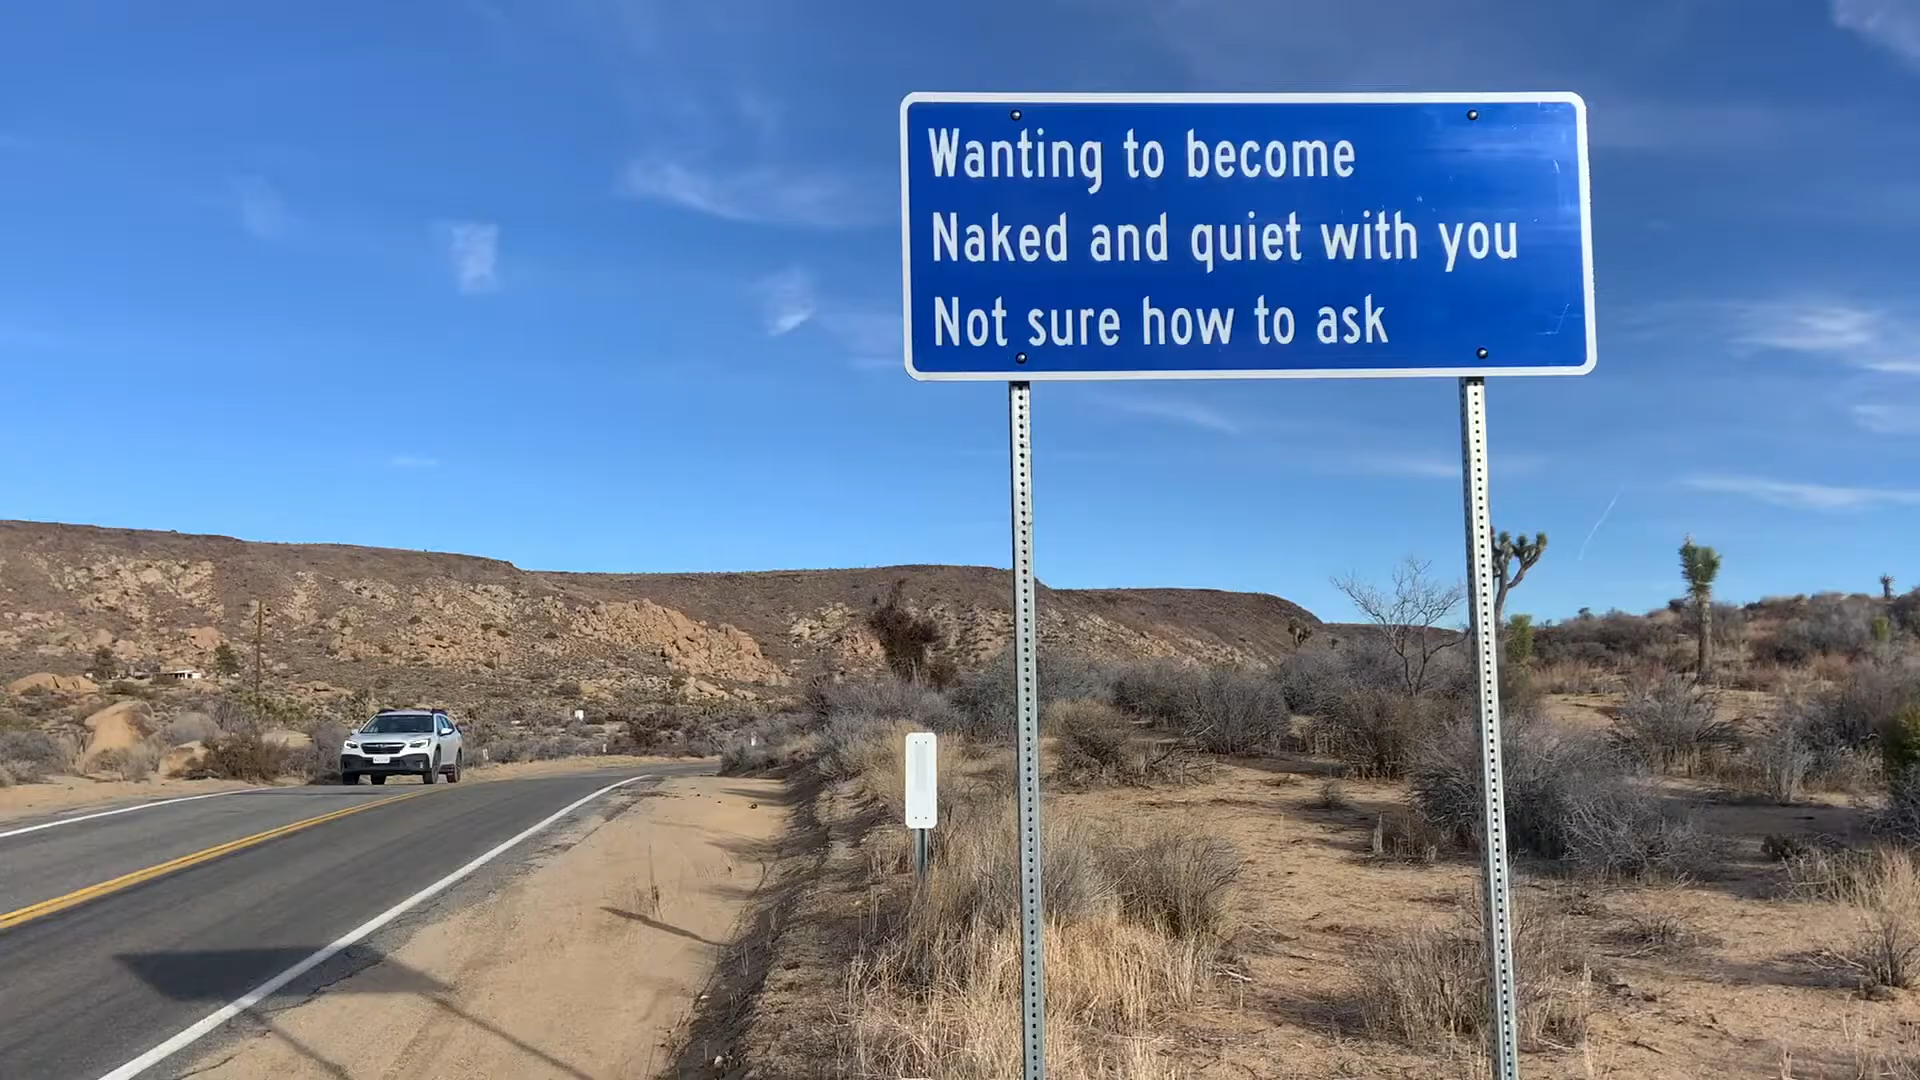 Wanting to become
Naked and quiet with you
Not sure how to ask